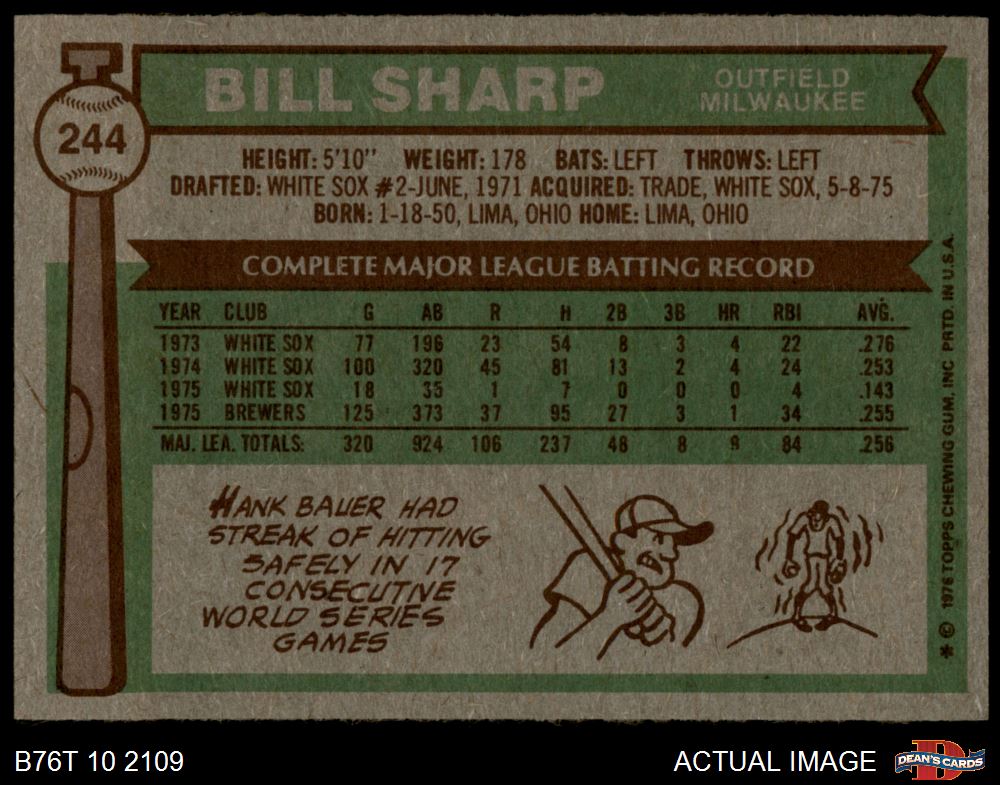 244
BILL SHARP
OUTFIELD
MILWAUKEE
HEIGHT: 5'10" WEIGHT: 178 BATS: LEFT THROWS: LEFT
DRAFTED: WHITE SOX #2-JUNE, 1971 ACQUIRED: TRADE, WHITE SOX, 5-8-75
BORN: 1-18-50, LIMA, OHIO HOME: LIMA, OHIO
COMPLETE MAJOR LEAGUE BATTING RECORD
YEAR CLUB G AB R H 2B 3B HR RBI AVG.
1973 WHITE SOX 77 196 23 54 8 3 4 22 .276
1974 WHITE SOX 100 320 45 81 13 2 4 24 .253
1975 WHITE SOX 18 35 1 7 0 0 0 4 .143
1975 BREWERS 125 373 37 95 27 3 1 34 .255
MAJ. LEA. TOTALS: 320 924 106 237 48 8 9 84 .256
HANK BAUER HAD
STREAK OF HITTING
SAFELY IN 17
CONSECUTIVE
WORLD SERIES
GAMES
* © 1976 TOPPS CHEWING GUM, INC PRTD. IN U.S.A.
B76T 10 2109
ACTUAL IMAGE
D
DEAN'S CARDS